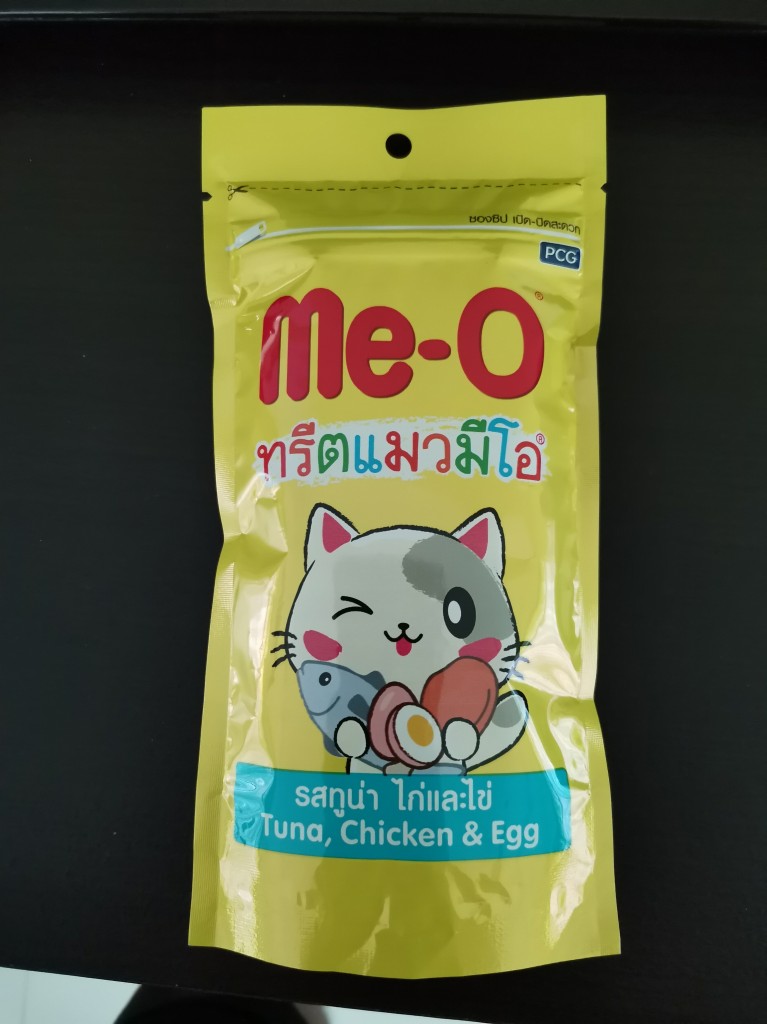 ซองซิป เปิด-ปิดสะดวก
PCG
Me-O®
ทรีตแมวมีโอ®
รสทูน่า ไก่และไข่
Tuna, Chicken & Egg